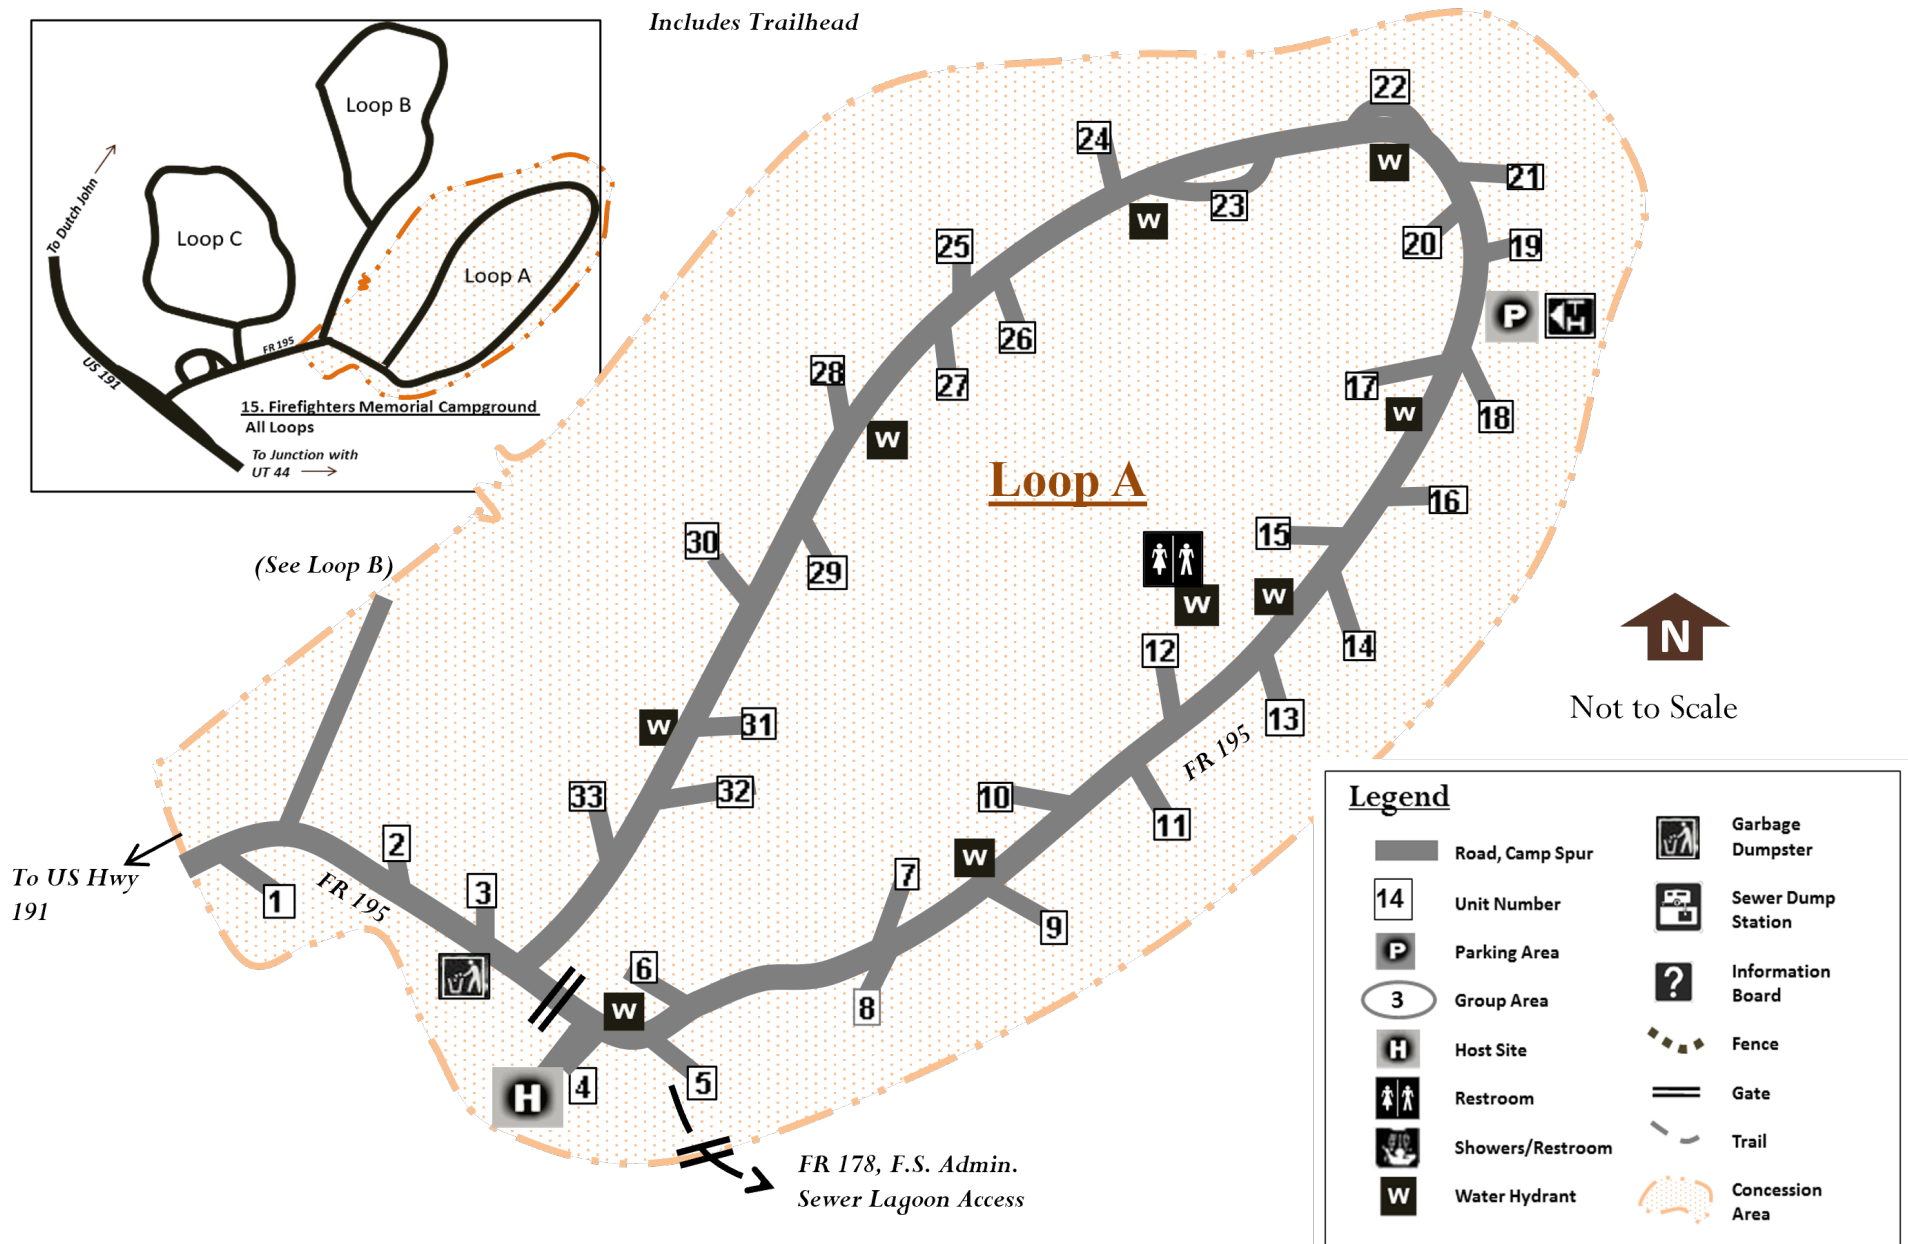 Includes Trailhead
Loop B
Loop C
Loop A
To Dutch John
US 191
FR 195
15. Firefighters Memorial Campground
All Loops
To Junction with
UT 44
22
24
W
21
23
W
20
19
25
P
TH
26
28
27
17
18
W
W
Loop A
16
30
15
(See Loop B)
29
W
W
12
14
N
Not to Scale
W
31
13
FR 195
33
32
10
11
2
W
7
To US Hwy
191
1
FR 195
3
9
6
8
W
H
4
5
FR 178, F.S. Admin.
Sewer Lagoon Access
Legend
Road, Camp Spur
14
Unit Number
P
Parking Area
3
Group Area
H
Host Site
Restroom
Showers/Restroom
W
Water Hydrant
Garbage
Dumpster
Sewer Dump
Station
?
Information
Board
Fence
Gate
Trail
Concession
Area